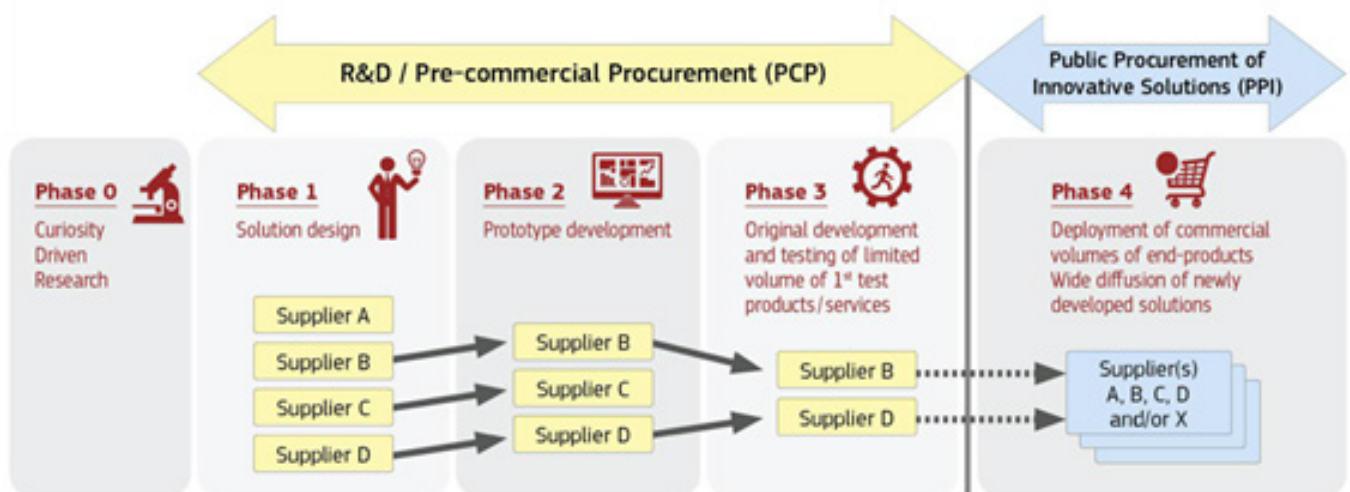 R&D / Pre-commercial Procurement (PCP)
Public Procurement of
Innovative Solutions (PPI)
Phase 0
Curiosity
Driven
Research
Phase 1
Solution design
Supplier A
Supplier B
Supplier C
Supplier D
Phase 2
Prototype development
Supplier B
Supplier C
Supplier D
Phase 3
Original development
and testing of limited
volume of 1st test
products/services
Supplier B
Supplier D
Phase 4
Deployment of commercial
volumes of end-products
Wide diffusion of newly
developed solutions
Supplier(s)
A, B, C, D
and/or X